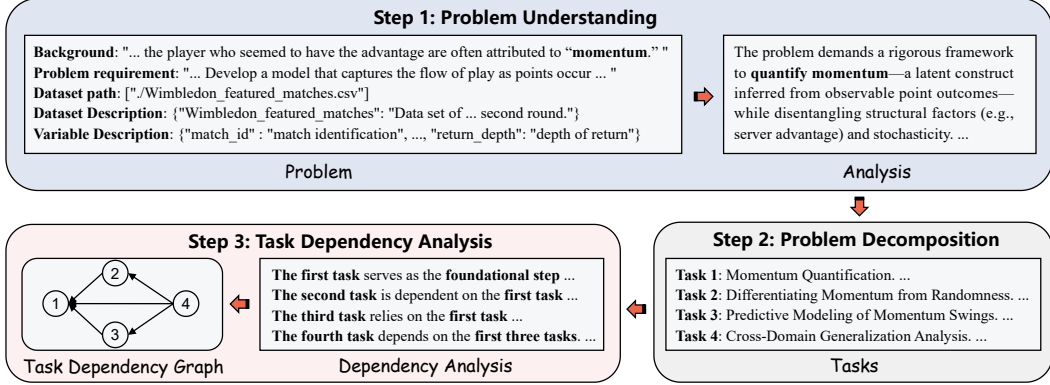 Step 1: Problem Understanding
Background: "... the player who seemed to have the advantage are often attributed to “momentum.” "
Problem requirement: "... Develop a model that captures the flow of play as points occur ... "
Dataset path: ["./Wimbledon_featured_matches.csv"]
Dataset Description: {"Wimbledon_featured_matches": "Data set of ... second round."}
Variable Description: {"match_id" : "match identification", ..., "return_depth": "depth of return"}
Problem
The problem demands a rigorous framework
to quantify momentum—a latent construct
inferred from observable point outcomes—
while disentangling structural factors (e.g.,
server advantage) and stochasticity. ...
Analysis
Step 2: Problem Decomposition
Task 1: Momentum Quantification. ...
Task 2: Differentiating Momentum from Randomness. ...
Task 3: Predictive Modeling of Momentum Swings. ...
Task 4: Cross-Domain Generalization Analysis. ...
Tasks
Step 3: Task Dependency Analysis
The first task serves as the foundational step ...
The second task is dependent on the first task ...
The third task relies on the first task ...
The fourth task depends on the first three tasks. ...
Dependency Analysis
2
1
4
3
Task Dependency Graph